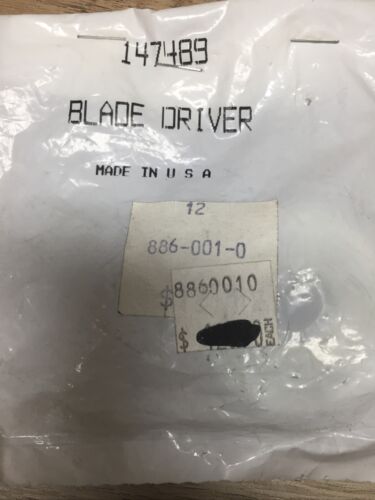 147489
BLADE DRIVER
MADE IN U S A
12
886-001-0
$8860010
$
EACH